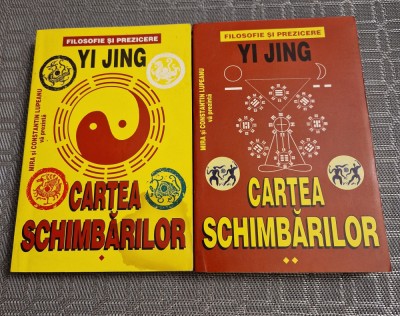 FILOSOFIE ȘI PREZICERE
YI JING
MIRA și CONSTANTIN LUPEANU
vă prezintă
CARTEA
SCHIMBĂRILOR
FILOSOFIE ȘI PREZICERE
YI JING
MIRA și CONSTANTIN LUPEANU
vă prezintă
CARTEA
SCHIMBĂRILOR